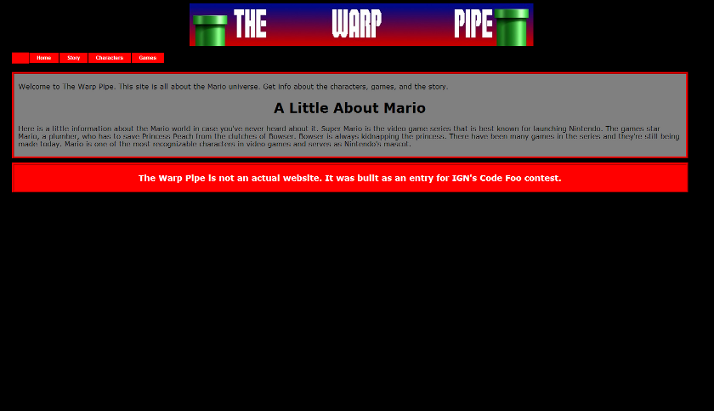 THE WARP PIPE
Home Story Characters Games
Welcome to The Warp Pipe. This site is all about the Mario universe. Get info about the characters, games, and the story.
A Little About Mario
Here is a little information about the Mario world in case you've never heard about it. Super Mario is the video game series that is best known for launching Nintendo. The games star
Mario, a plumber, who has to save Princess Peach from the clutches of Bowser. Bowser is always kidnapping the princess. There have been many games in the series and they're still being
made today. Mario is one of the most recognizable characters in video games and serves as Nintendo's mascot.
The Warp Pipe is not an actual website. It was built as an entry for IGN's Code Foo contest.